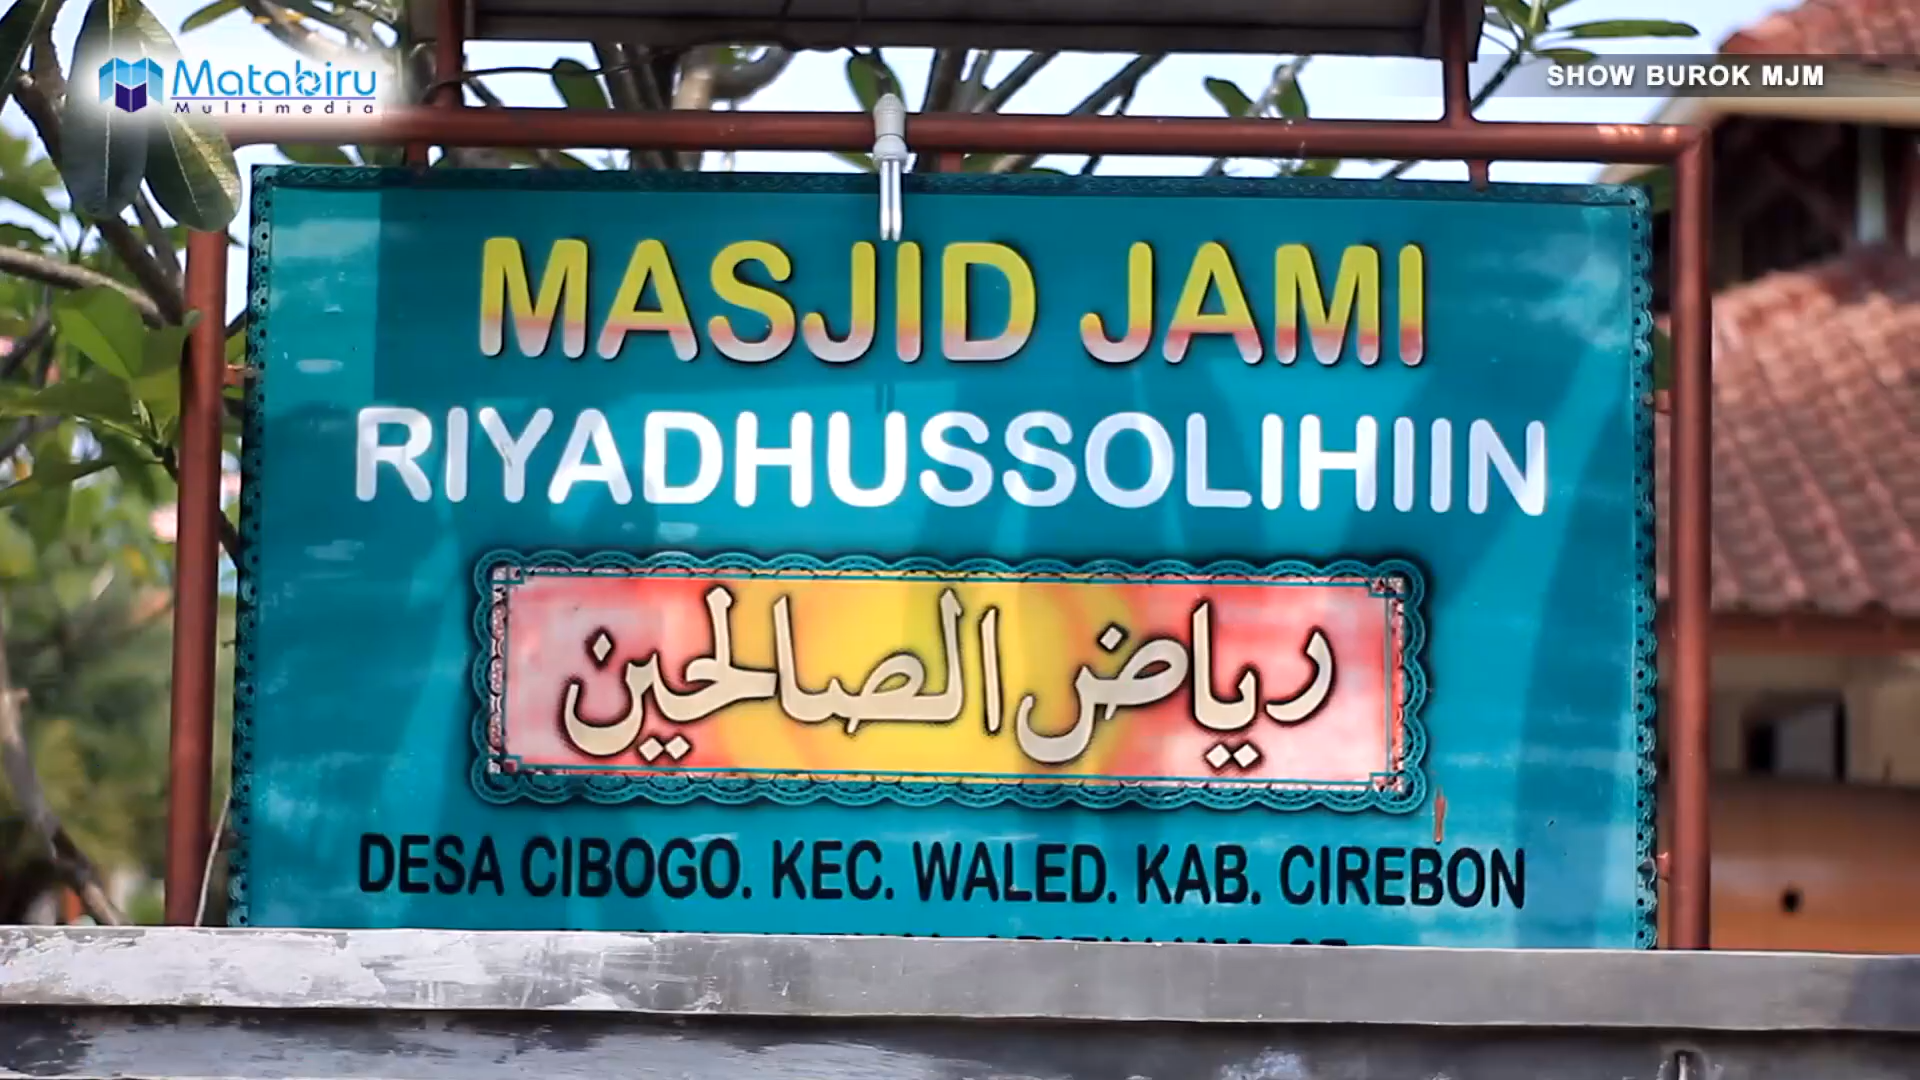 Matabiru
Multimedia
SHOW BUROK MJM
MASJID JAMI
RIYADHUSSOLIHIIN
رياض الصالحين
DESA CIBOGO. KEC. WALED. KAB. CIREBON